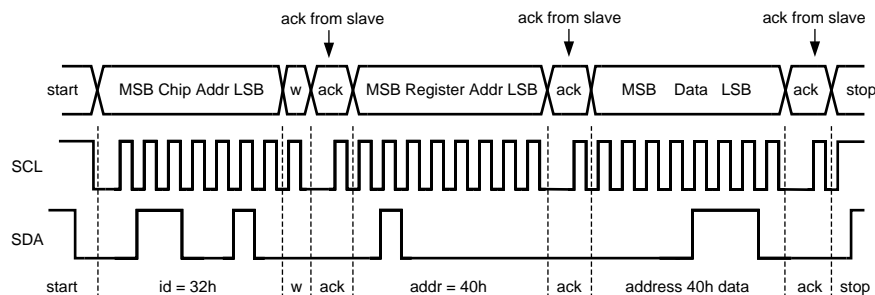 ack from slave ack from slave ack from slave
start MSB Chip Addr LSB w ack MSB Register Addr LSB ack MSB Data LSB ack stop
SCL
SDA
start id = 32h w ack addr = 40h ack address 40h data ack stop